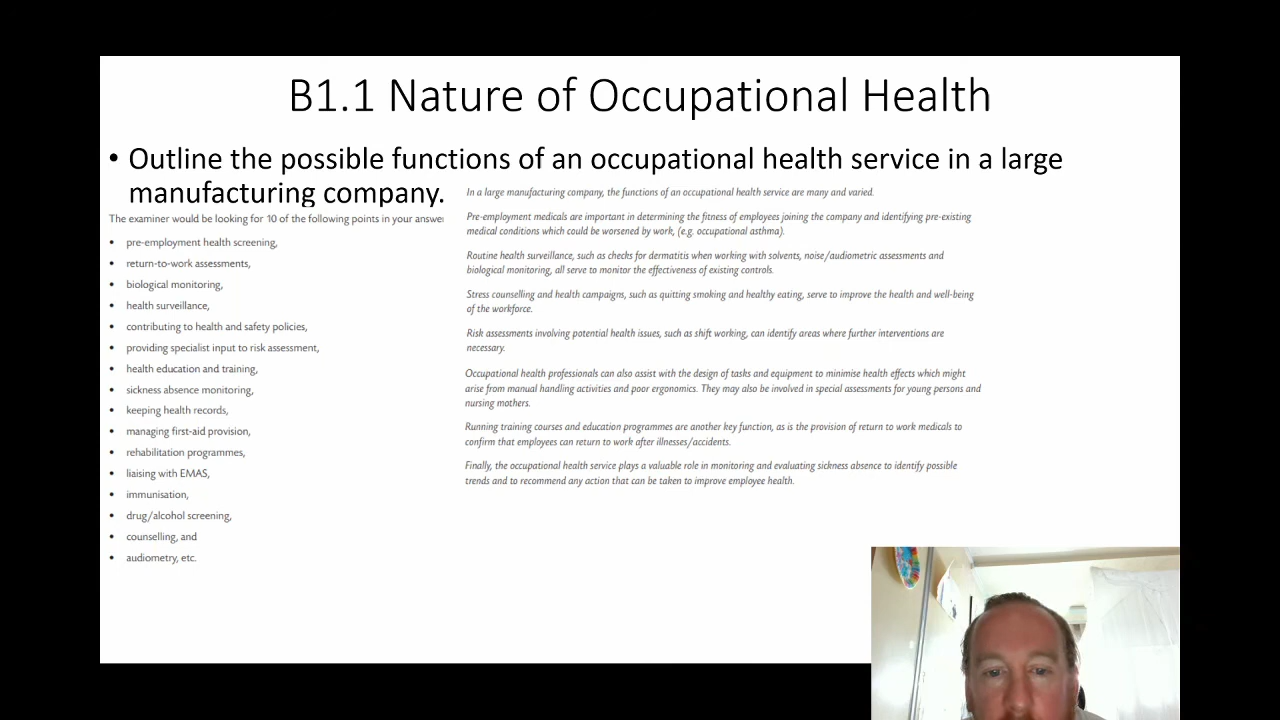 B1.1 Nature of Occupational Health
• Outline the possible functions of an occupational health service in a large
manufacturing company.
The examiner would be looking for 10 of the following points in your answer
• pre-employment health screening,
• return-to-work assessments,
• biological monitoring,
• health surveillance,
• contributing to health and safety policies,
• providing specialist input to risk assessment,
• health education and training,
• sickness absence monitoring,
• keeping health records,
• managing first-aid provision,
• rehabilitation programmes,
• liaising with EMAS,
• immunisation,
• drug/alcohol screening,
• counselling, and
• audiometry, etc.
In a large manufacturing company, the functions of an occupational health service are many and varied.
Pre-employment medicals are important in determining the fitness of employees joining the company and identifying pre-existing
medical conditions which could be worsened by work, (e.g. occupational asthma).
Routine health surveillance, such as checks for dermatitis when working with solvents, noise/audiometric assessments and
biological monitoring, all serve to monitor the effectiveness of existing controls.
Stress counselling and health campaigns, such as quitting smoking and healthy eating, serve to improve the health and well-being
of the workforce.
Risk assessments involving potential health issues, such as shift working, can identify areas where further interventions are
necessary.
Occupational health professionals can also assist with the design of tasks and equipment to minimise health effects which might
arise from manual handling activities and poor ergonomics. They may also be involved in special assessments for young persons and
nursing mothers.
Running training courses and education programmes are another key function, as is the provision of return to work medicals to
confirm that employees can return to work after illnesses/accidents.
Finally, the occupational health service plays a valuable role in monitoring and evaluating sickness absence to identify possible
trends and to recommend any action that can be taken to improve employee health.